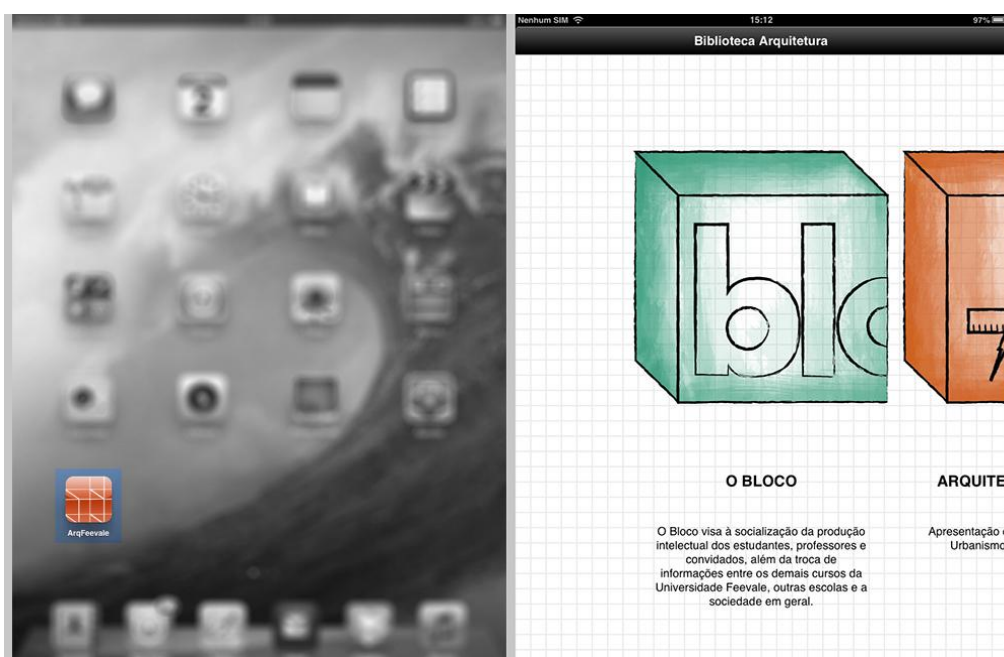 ArqFeevale
Nenhum SIM
15:12
97%
Biblioteca Arquitetura
blo
O BLOCO
O Bloco visa à socialização da produção
intelectual dos estudantes, professores e
convidados, além da troca de
informações entre os demais cursos da
Universidade Feevale, outras escolas e a
sociedade em geral.
ARQUITE
Apresentação
Urbanismo